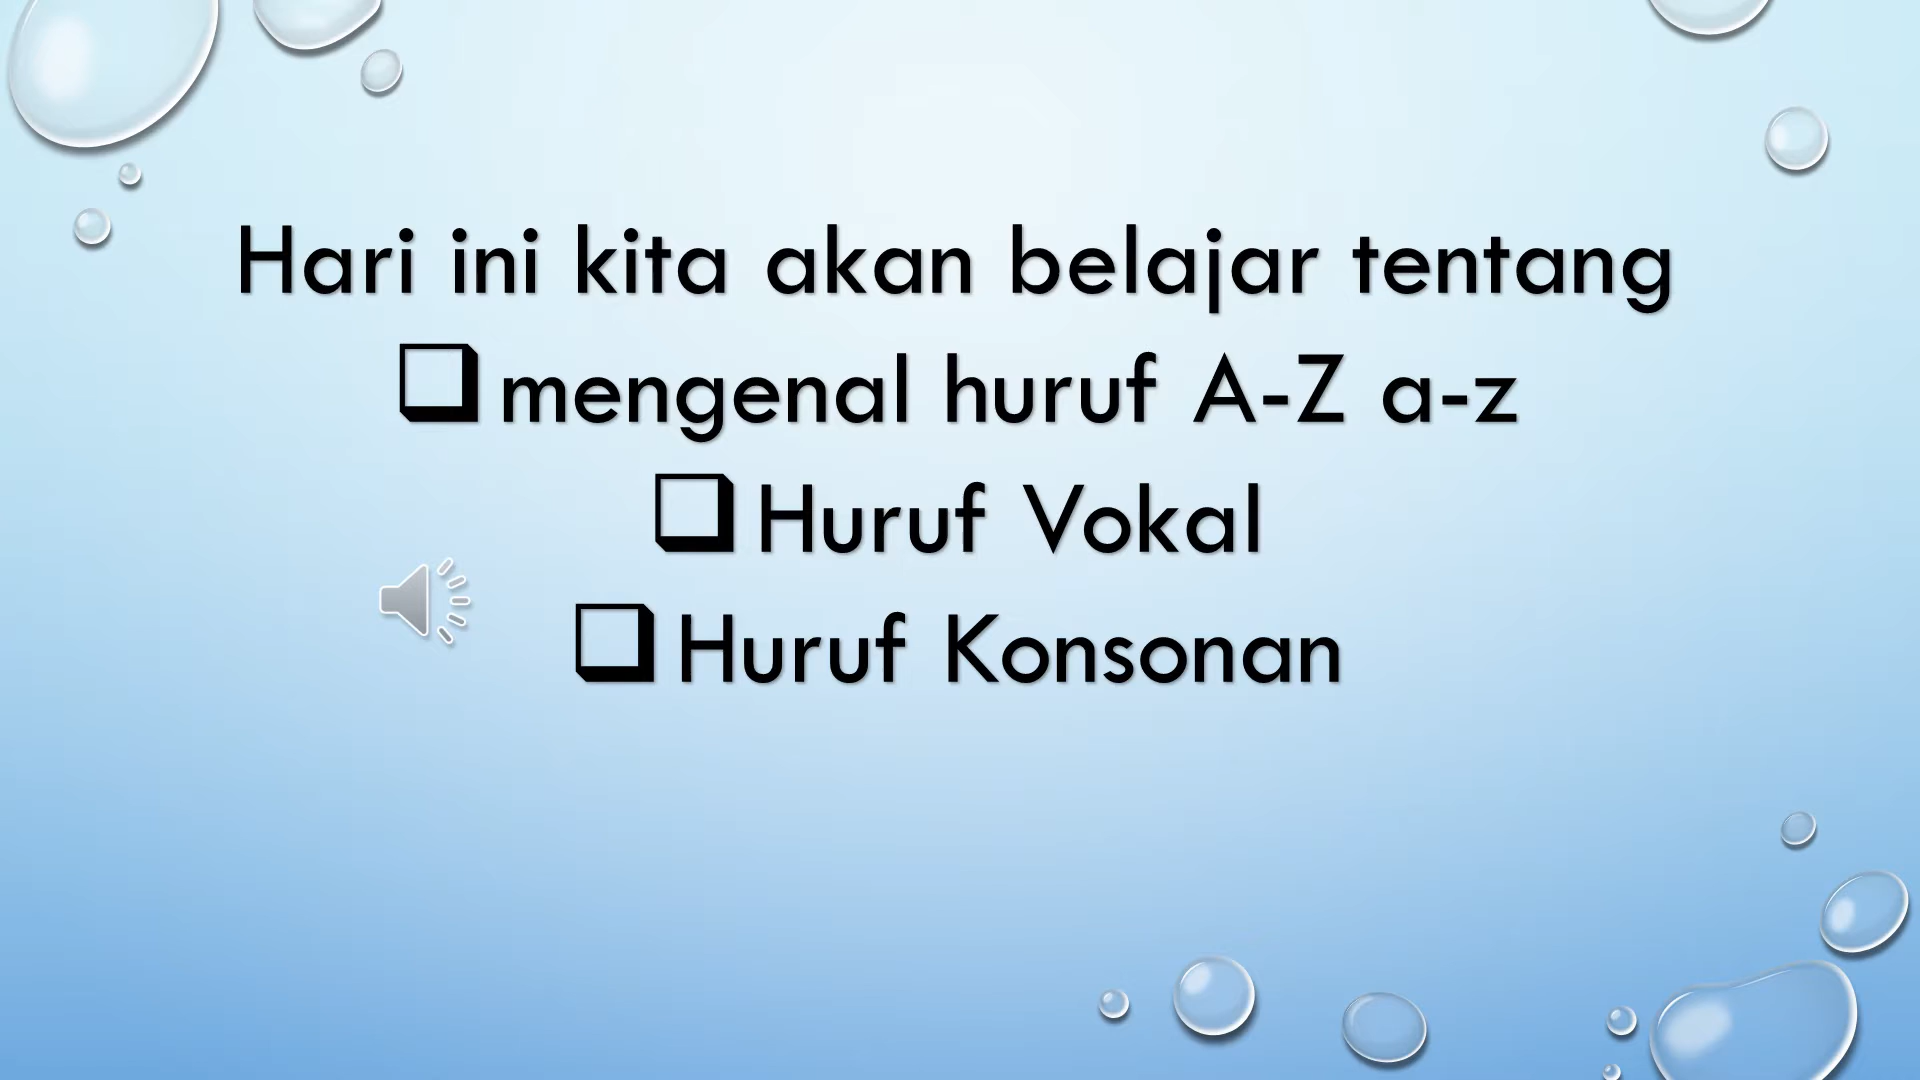 Hari ini kita akan belajar tentang
❑ mengenal huruf A-Z a-z
❑ Huruf Vokal
❑ Huruf Konsonan